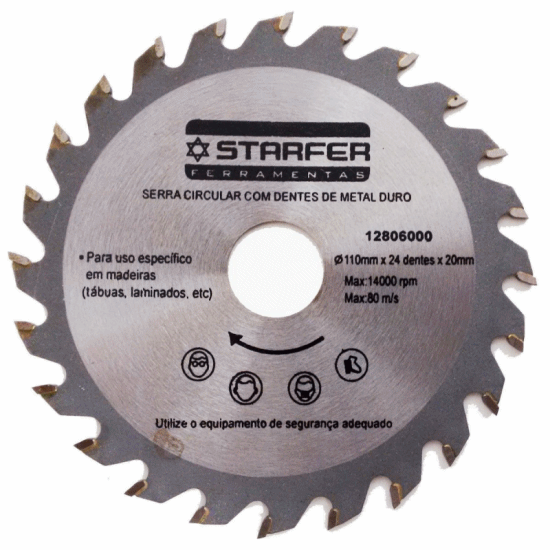 STARFER
FERRAMENTAS
SERRA CIRCULAR COM DENTES DE METAL DURO
12806000
• Para uso específico
em madeiras
(tábuas, laminados, etc)
Ø110mm x 24 dentes x 20mm
Max:14000 rpm
Max:80 m/s
Utilize o equipamento de segurança adequado